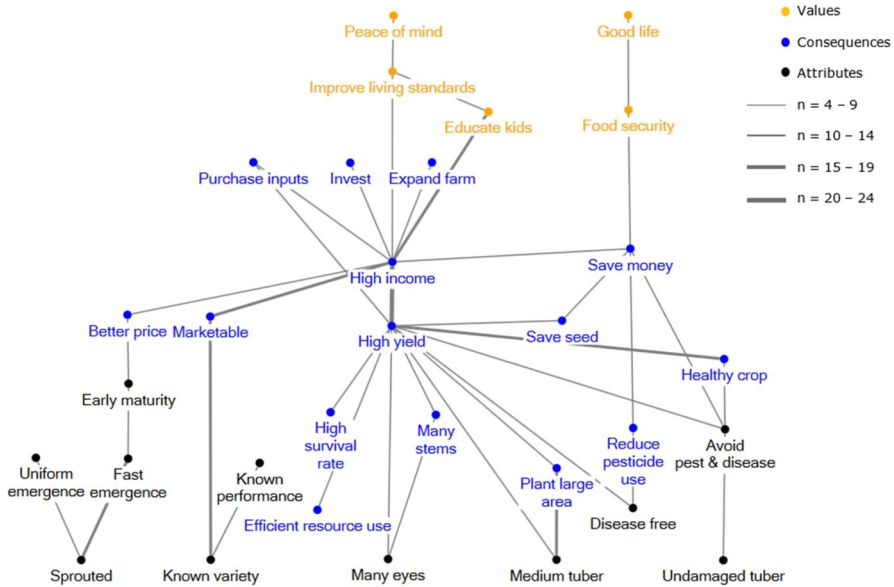 Peace of mind
Good life
Values
Consequences
Attributes
n = 4 – 9
n = 10 – 14
n = 15 – 19
n = 20 – 24
Improve living standards
Educate kids
Food security
Purchase inputs
Invest
Expand farm
High income
Save money
Better price
Marketable
High yield
Save seed
Healthy crop
Early maturity
High
survival
rate
Many
stems
Reduce
pesticide
use
Avoid
pest & disease
Uniform
emergence
Fast
emergence
Known
performance
Efficient resource use
Plant large
area
Disease free
Sprouted
Known variety
Many eyes
Medium tuber
Undamaged tuber